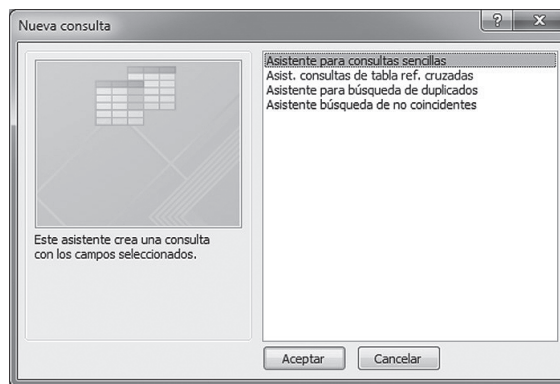 Nueva consulta
Asistente para consultas sencillas
Asist. consultas de tabla ref. cruzadas
Asistente para búsqueda de duplicados
Asistente búsqueda de no coincidentes
Este asistente crea una consulta
con los campos seleccionados.
Aceptar
Cancelar